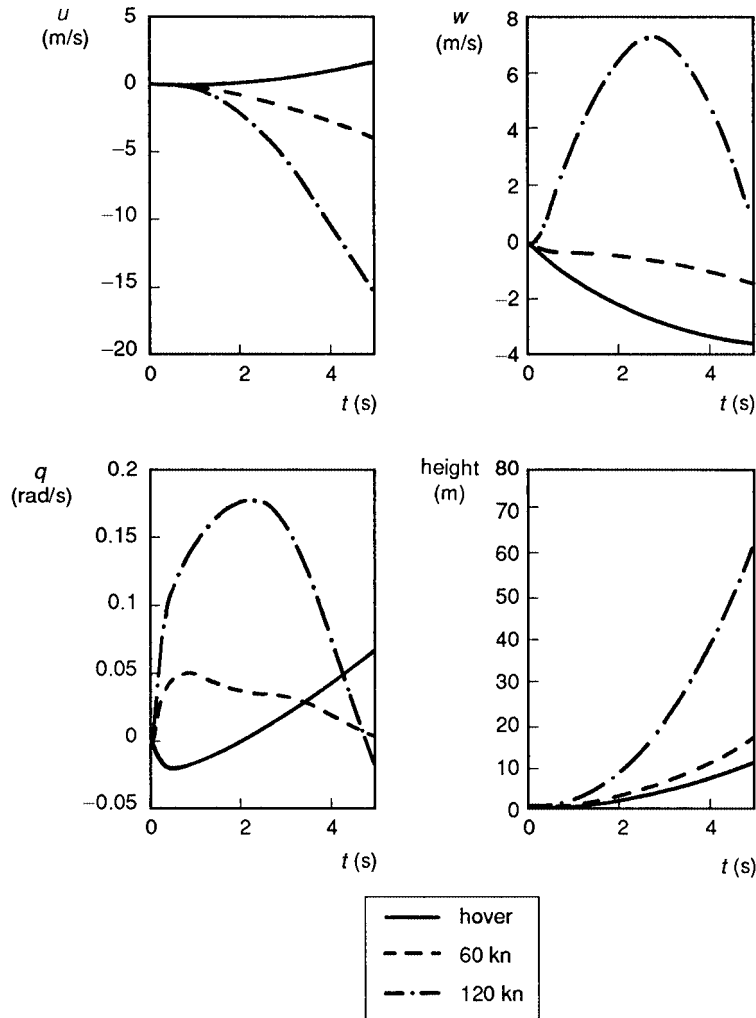 u
(m/s)
5
0
−5
−10
−15
−20
0 2 4
t (s)
w
(m/s)
8
6
4
2
0
−2
−4
0 2 4
t (s)
q
(rad/s)
0.2
0.15
0.1
0.05
0
−0.05
0 2 4
t (s)
height
(m)
80
70
60
50
40
30
20
10
0
0 2 4
t (s)
hover
60 kn
120 kn